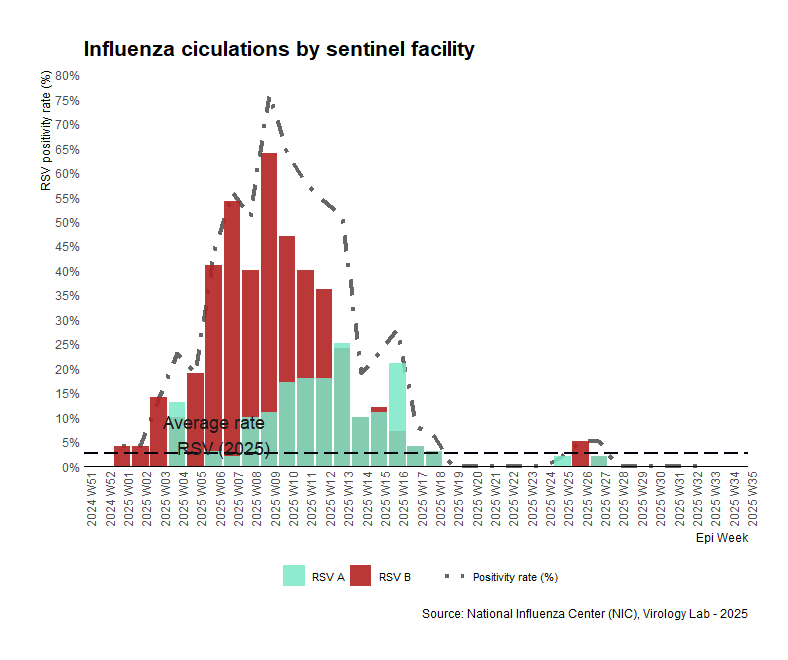 Influenza ciculations by sentinel facility
RSV positivity rate (%)
80%
75%
70%
65%
60%
55%
50%
45%
40%
35%
30%
25%
20%
15%
10%
5%
0%
Average rate
RSV (2025)
2024 W51
2024 W52
2025 W01
2025 W02
2025 W03
2025 W04
2025 W05
2025 W06
2025 W07
2025 W08
2025 W09
2025 W10
2025 W11
2025 W12
2025 W13
2025 W14
2025 W15
2025 W16
2025 W17
2025 W18
2025 W19
2025 W20
2025 W21
2025 W22
2025 W23
2025 W24
2025 W25
2025 W26
2025 W27
2025 W28
2025 W29
2025 W30
2025 W31
2025 W32
2025 W33
2025 W34
2025 W35
Epi Week
RSV A RSV B Positivity rate (%)
Source: National Influenza Center (NIC), Virology Lab - 2025